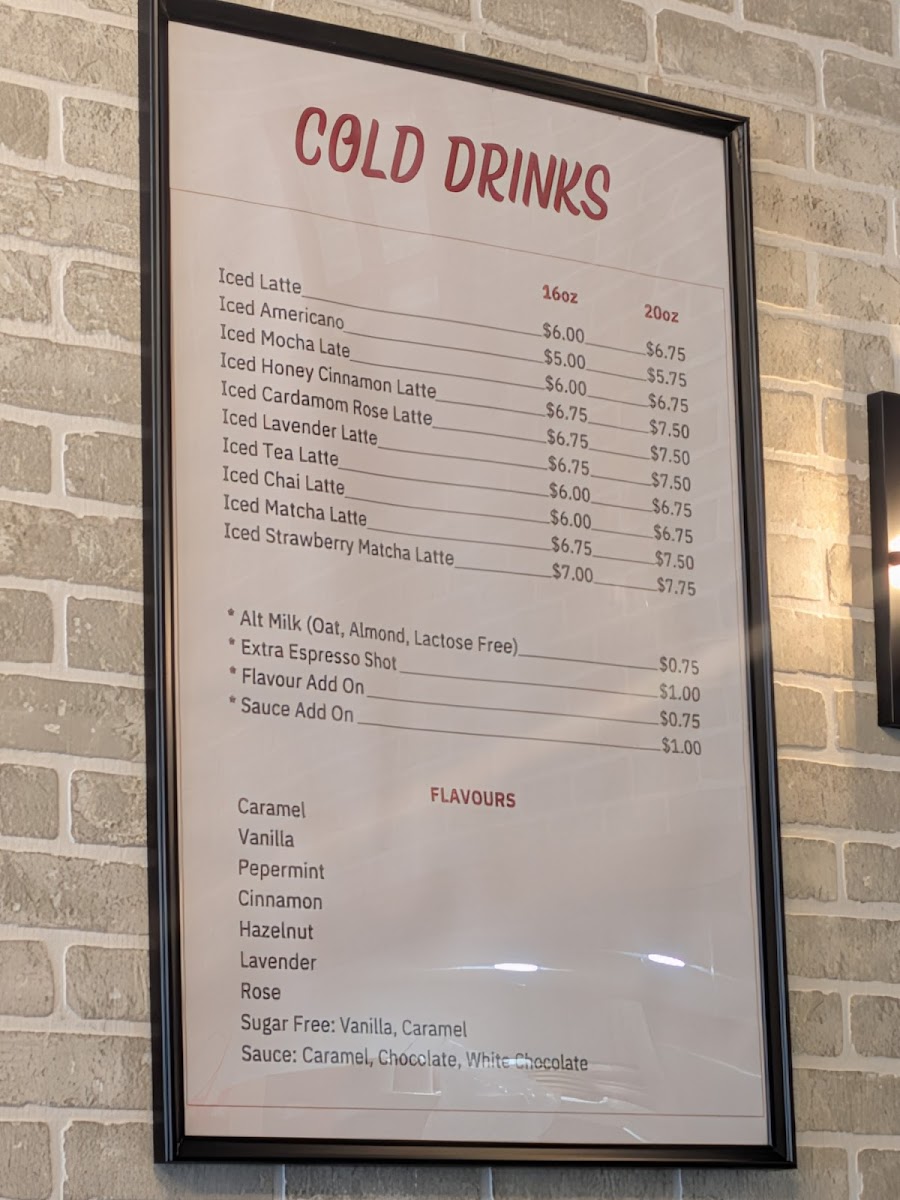 COLD DRINKS
16oz 20oz
Iced Latte $6.00 $6.75
Iced Americano $5.00 $5.75
Iced Mocha Late $6.00 $6.75
Iced Honey Cinnamon Latte $6.75 $7.50
Iced Cardamom Rose Latte $6.75 $7.50
Iced Lavender Latte $6.75 $7.50
Iced Tea Latte $6.00 $6.75
Iced Chai Latte $6.00 $6.75
Iced Matcha Latte $6.75 $7.50
Iced Strawberry Matcha Latte $7.00 $7.75
* Alt Milk (Oat, Almond, Lactose Free) $0.75
* Extra Espresso Shot $1.00
* Flavour Add On $0.75
* Sauce Add On $1.00
FLAVOURS
Caramel
Vanilla
Pepermint
Cinnamon
Hazelnut
Lavender
Rose
Sugar Free: Vanilla, Caramel
Sauce: Caramel, Chocolate, White Chocolate